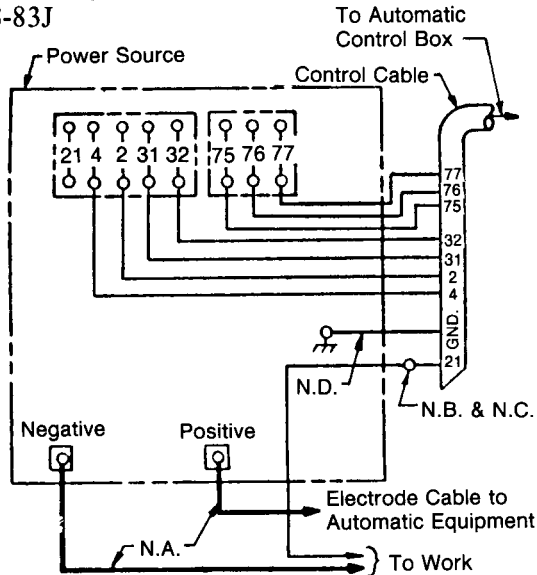 -83J
To Automatic
Control Box
Power Source
Control Cable
21 4 2 31 32 75 76 77
77
76
75
32
31
2
4
GND.
21
N.D.
N.B. & N.C.
Negative
Positive
Electrode Cable to
Automatic Equipment
N.A.
To Work